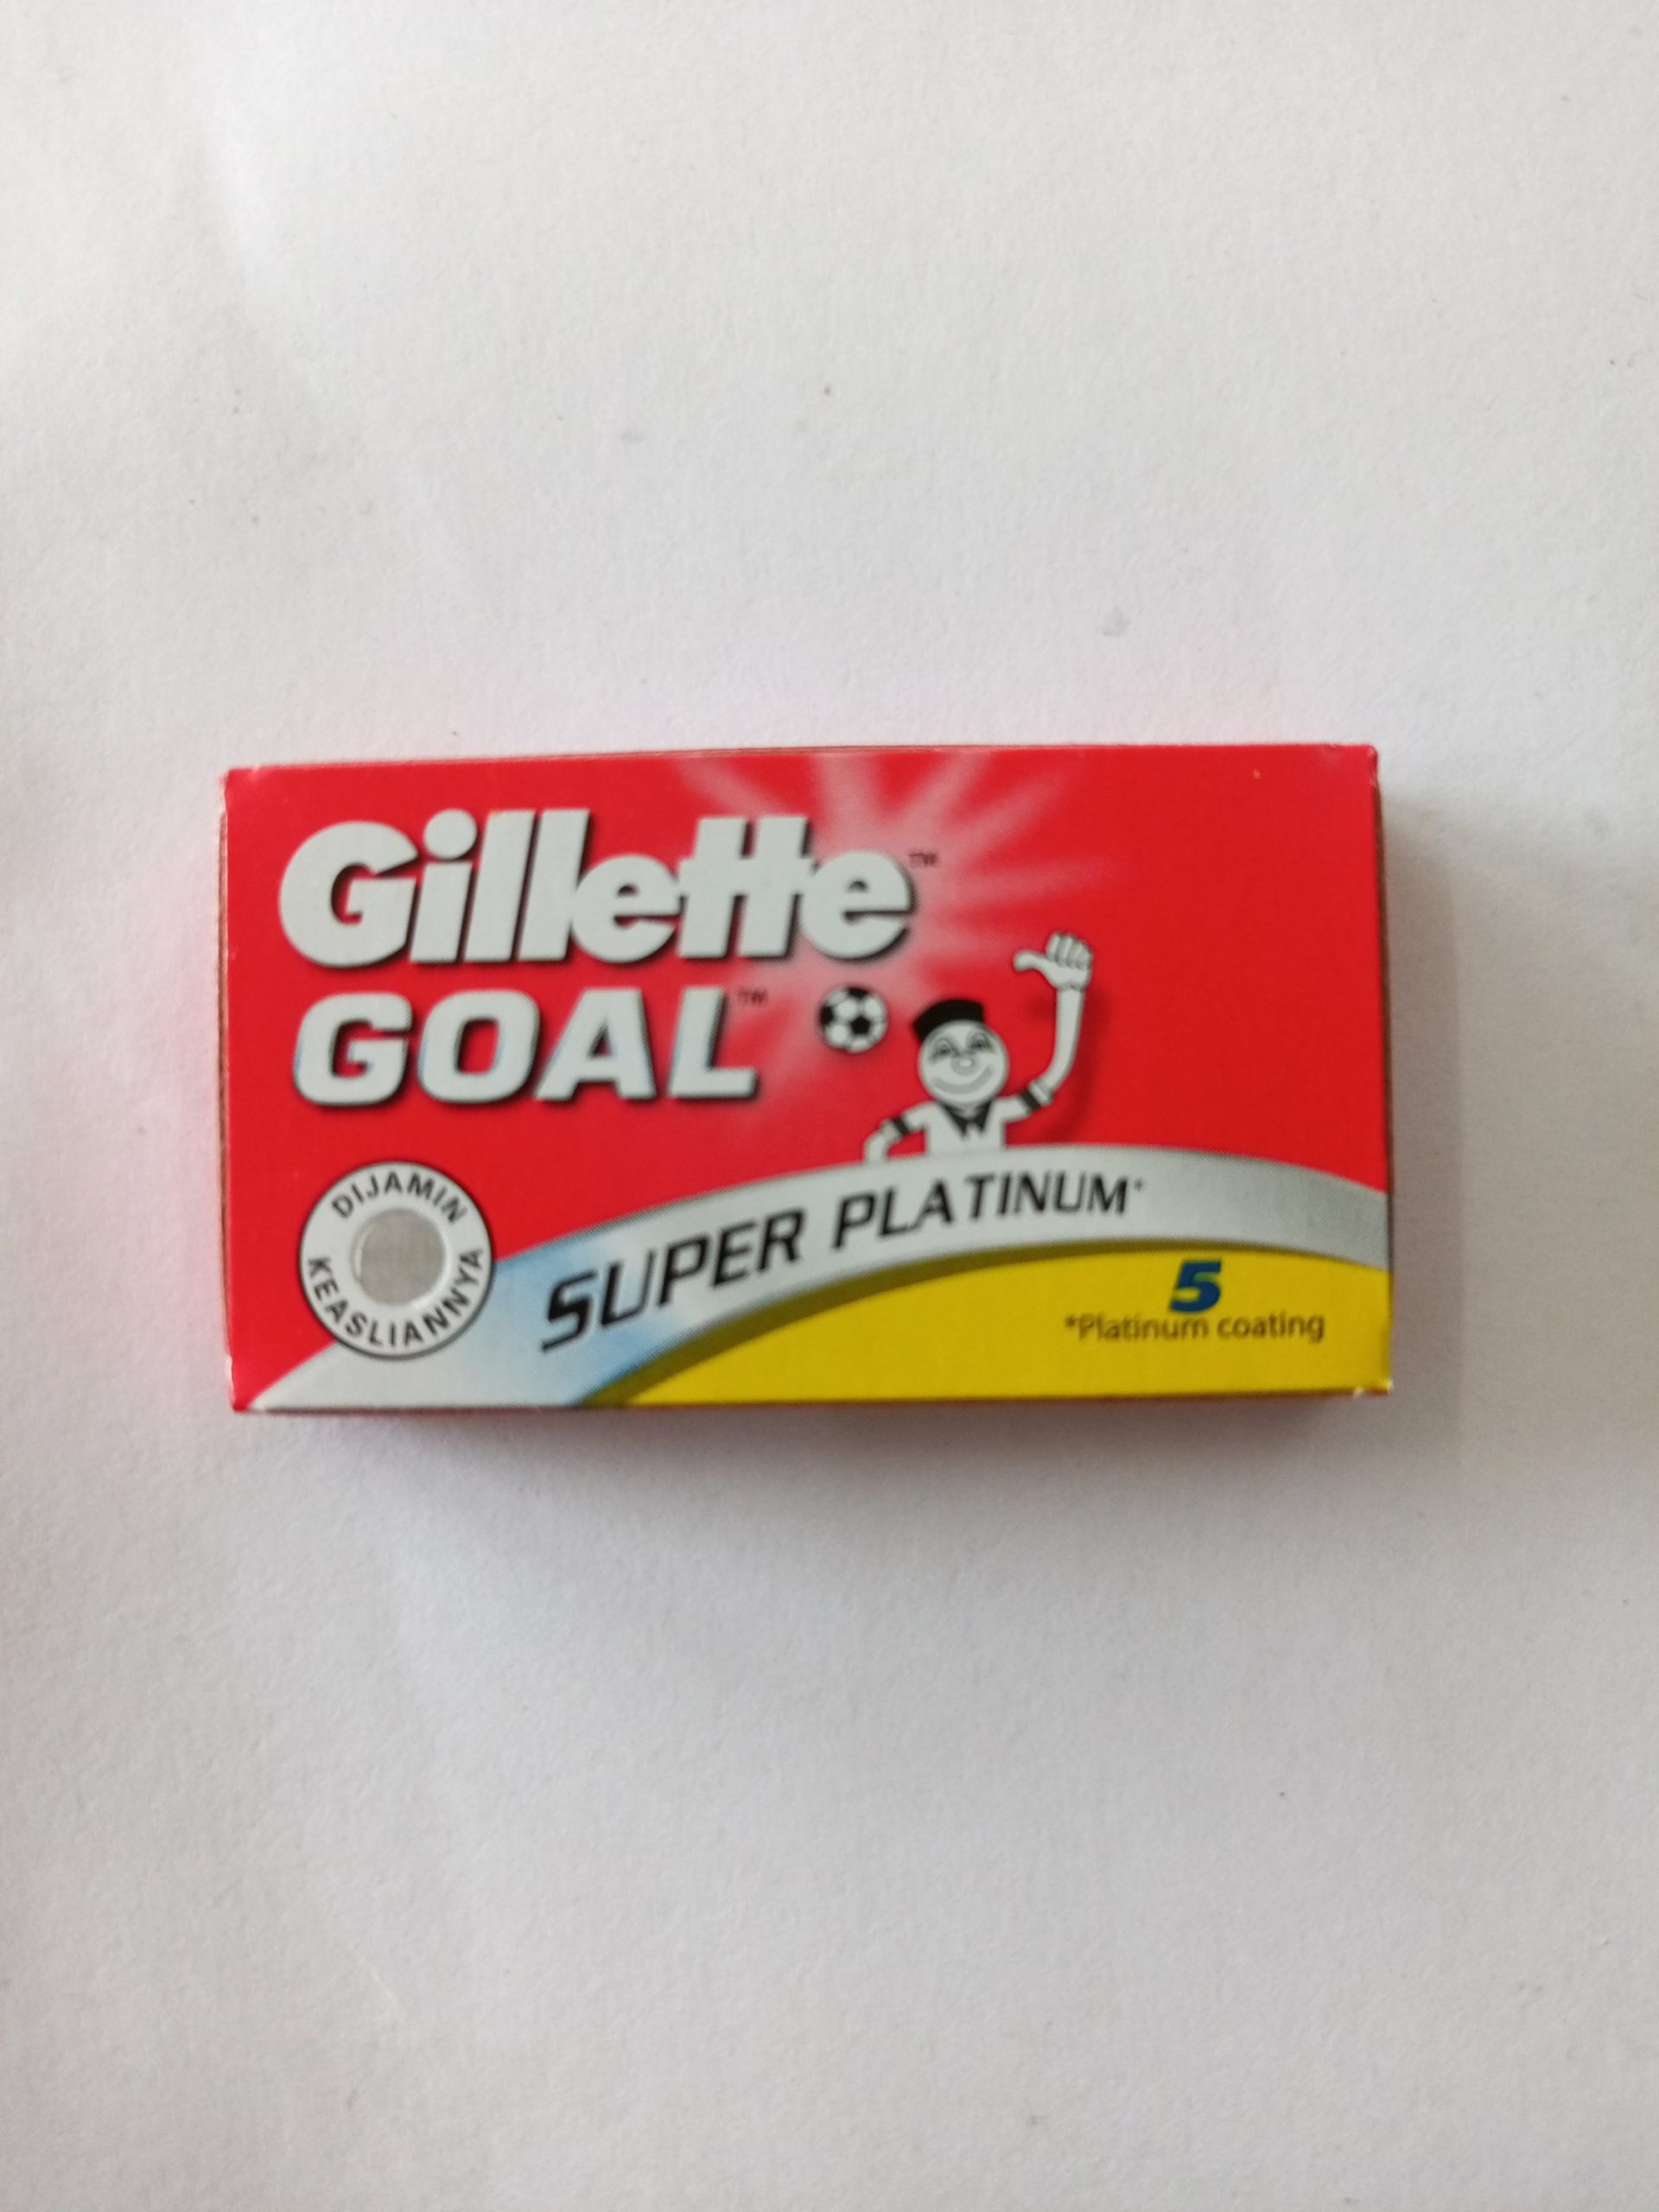 Gillette™
GOAL™
DIJAMIN
KEASLIANNYA
SUPER PLATINUM*
5
*Platinum coating